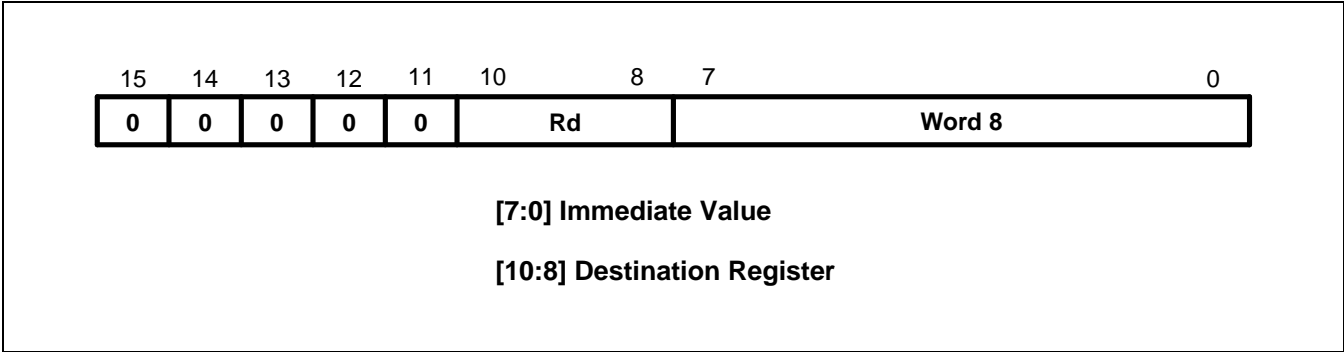 15 14 13 12 11 10 8 7 0
0 0 0 0 0 Rd Word 8
[7:0] Immediate Value
[10:8] Destination Register